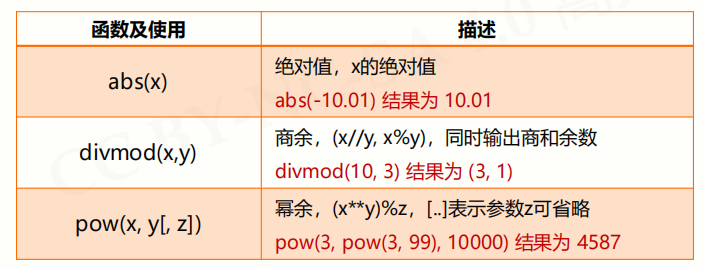 函数及使用 描述
abs(x)
绝对值，x的绝对值
abs(-10.01) 结果为 10.01
divmod(x,y)
商余，(x//y, x%y)，同时输出商和余数
divmod(10, 3) 结果为 (3, 1)
pow(x, y[, z])
幂余，(x**y)%z，[..]表示参数z可省略
pow(3, pow(3, 99), 10000) 结果为 4587